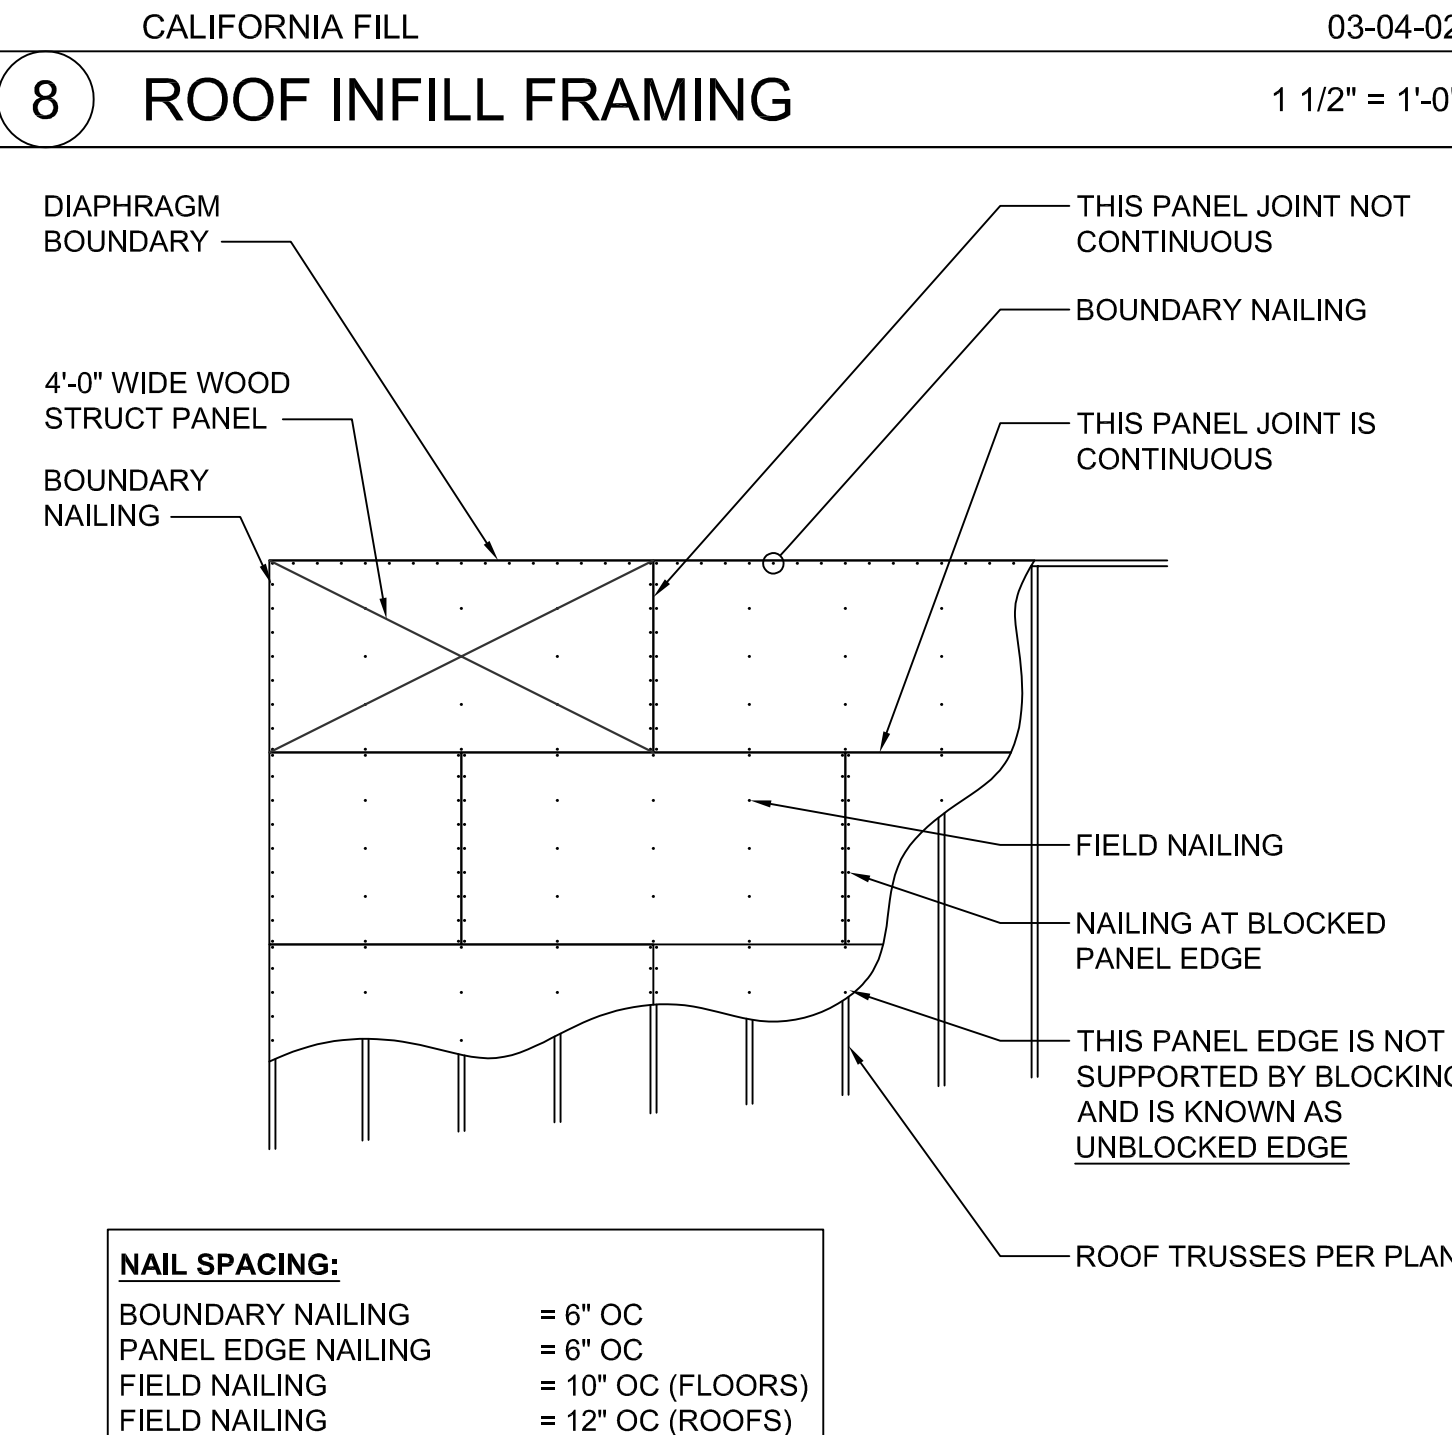 CALIFORNIA FILL
03-04-02
8
ROOF INFILL FRAMING
1 1/2" = 1'-0"
DIAPHRAGM
BOUNDARY
4'-0" WIDE WOOD
STRUCT PANEL
BOUNDARY
NAILING
THIS PANEL JOINT NOT
CONTINUOUS
BOUNDARY NAILING
THIS PANEL JOINT IS
CONTINUOUS
FIELD NAILING
NAILING AT BLOCKED
PANEL EDGE
THIS PANEL EDGE IS NOT
SUPPORTED BY BLOCKING
AND IS KNOWN AS
UNBLOCKED EDGE
ROOF TRUSSES PER PLAN
NAIL SPACING:
BOUNDARY NAILING = 6" OC
PANEL EDGE NAILING = 6" OC
FIELD NAILING = 10" OC (FLOORS)
FIELD NAILING = 12" OC (ROOFS)